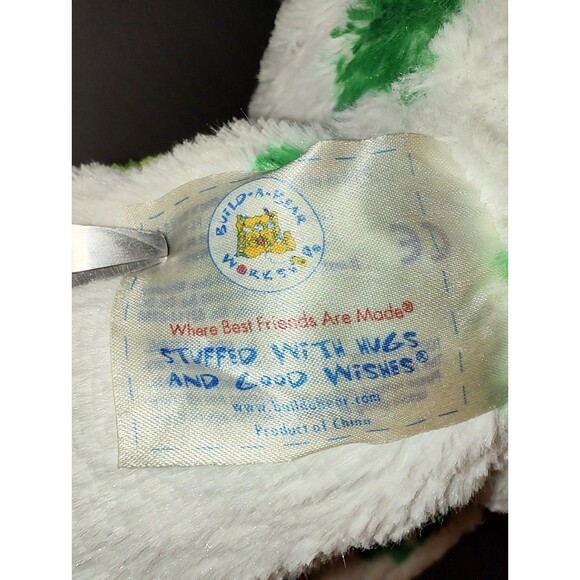 BUILD-A-BEAR
WORKSHOP®
Where Best Friends Are Made®
STUFFED WITH HUGS
AND GOOD WISHES®
www.buildabear.com
Product of China